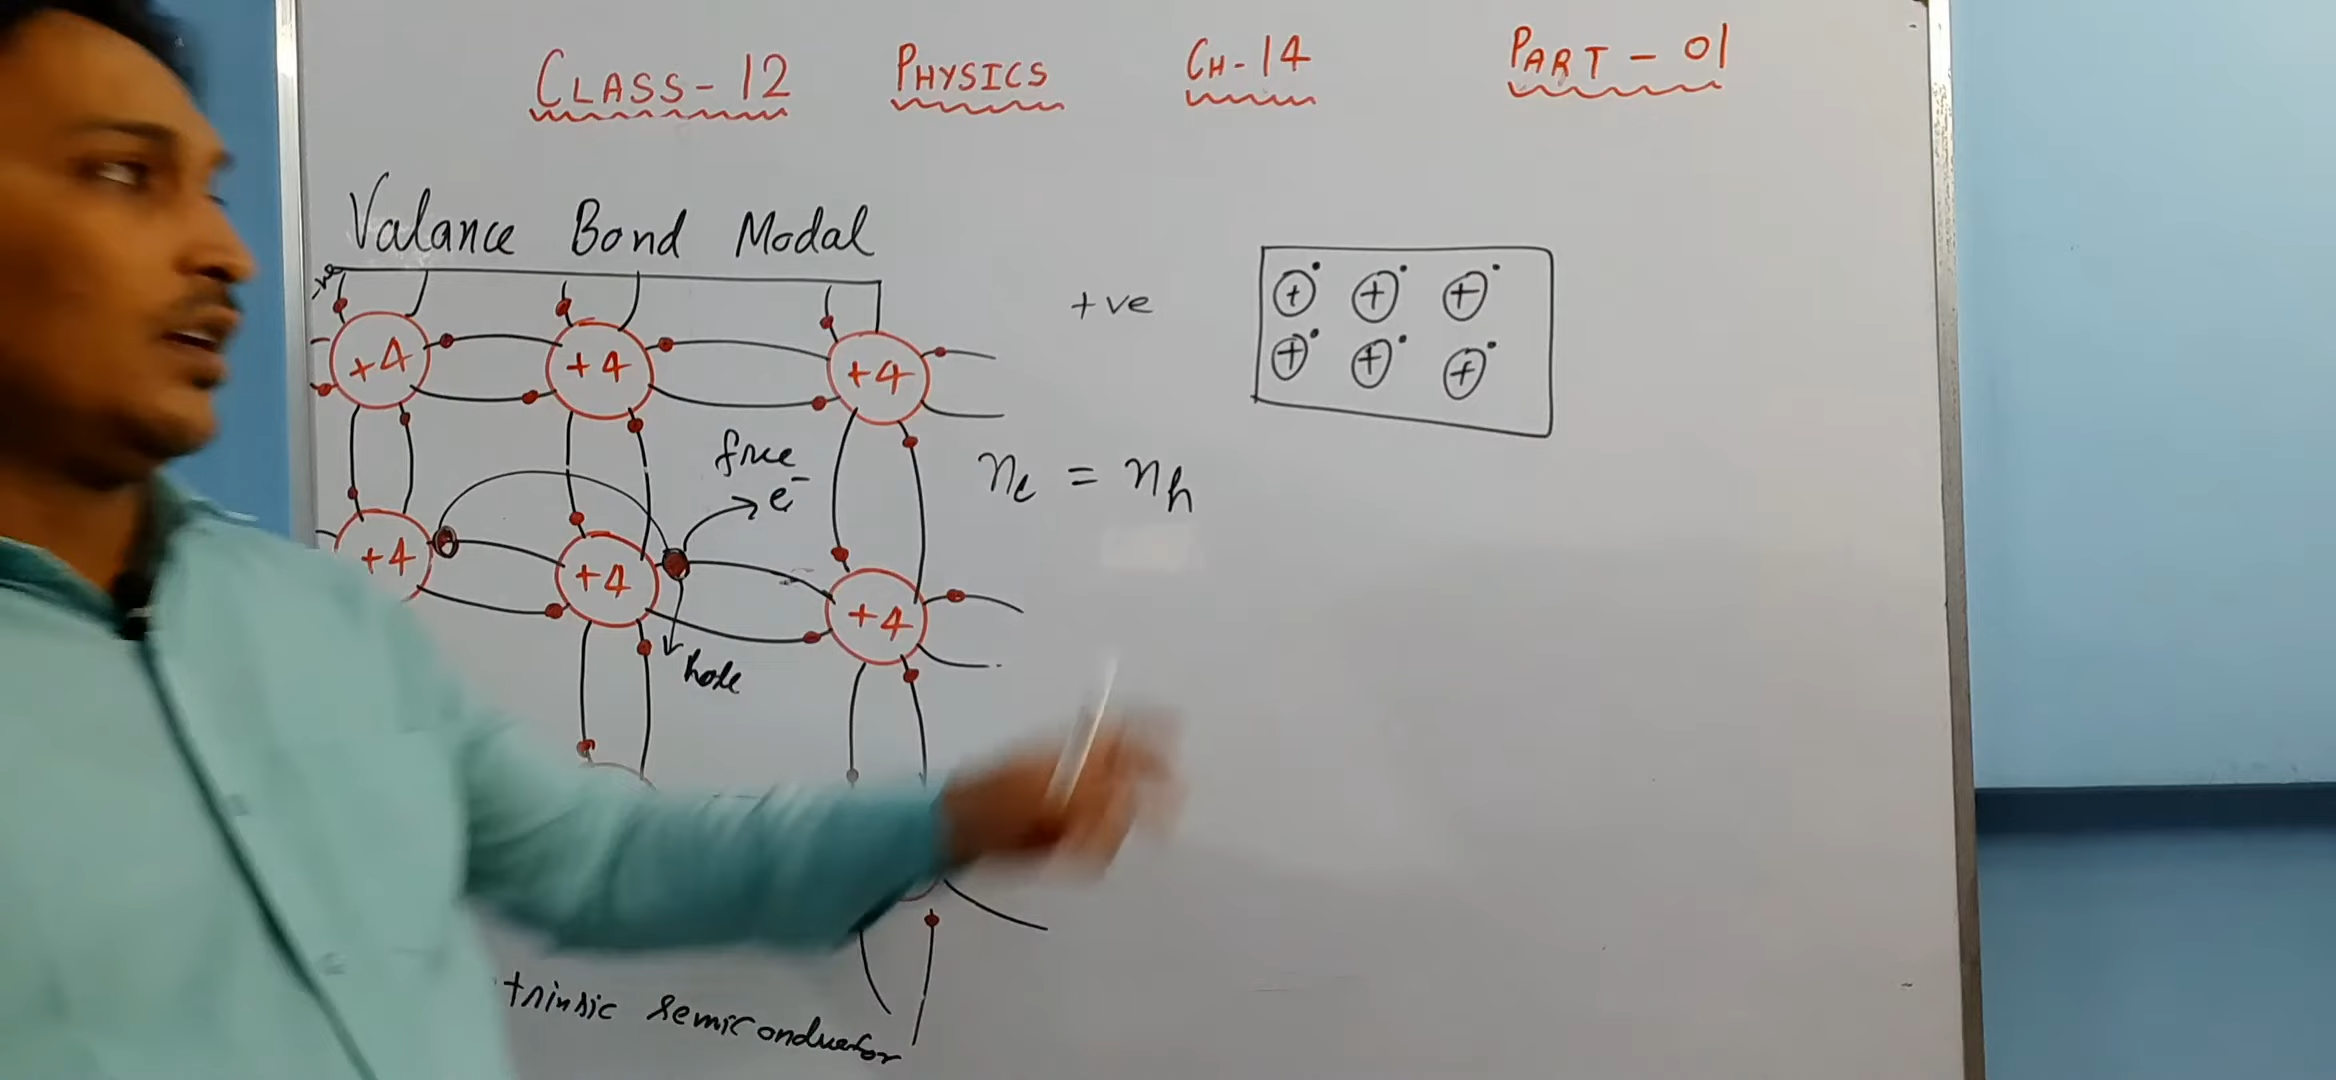 CLASS-12 PHYSICS CH-14 PART-01
Valance Bond Modal
-ve
+4 +4 +4 +ve + + +
+ + +
free
e⁻
nₑ = nₕ
+4 +4 +4
hole
trinsic semiconductor